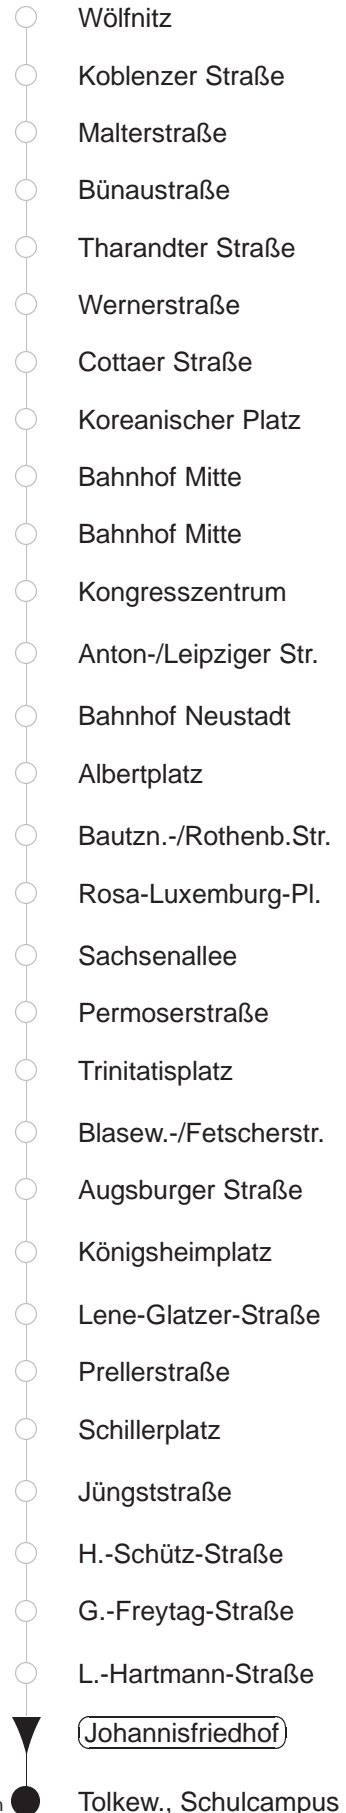 Wölfnitz
Koblenzer Straße
Malterstraße
Bünaustraße
Tharandter Straße
Wernerstraße
Cottaer Straße
Koreanischer Platz
Bahnhof Mitte
Bahnhof Mitte
Kongresszentrum
Anton-/Leipziger Str.
Bahnhof Neustadt
Albertplatz
Bautzn.-/Rothenb.Str.
Rosa-Luxemburg-Pl.
Sachsenallee
Permoserstraße
Trinitatisplatz
Blasew.-/Fetscherstr.
Augsburger Straße
Königsheimplatz
Lene-Glatzer-Straße
Prellerstraße
Schillerplatz
Jüngststraße
H.-Schütz-Straße
G.-Freytag-Straße
L.-Hartmann-Straße
Johannisfriedhof
Tolkew., Schulcampus